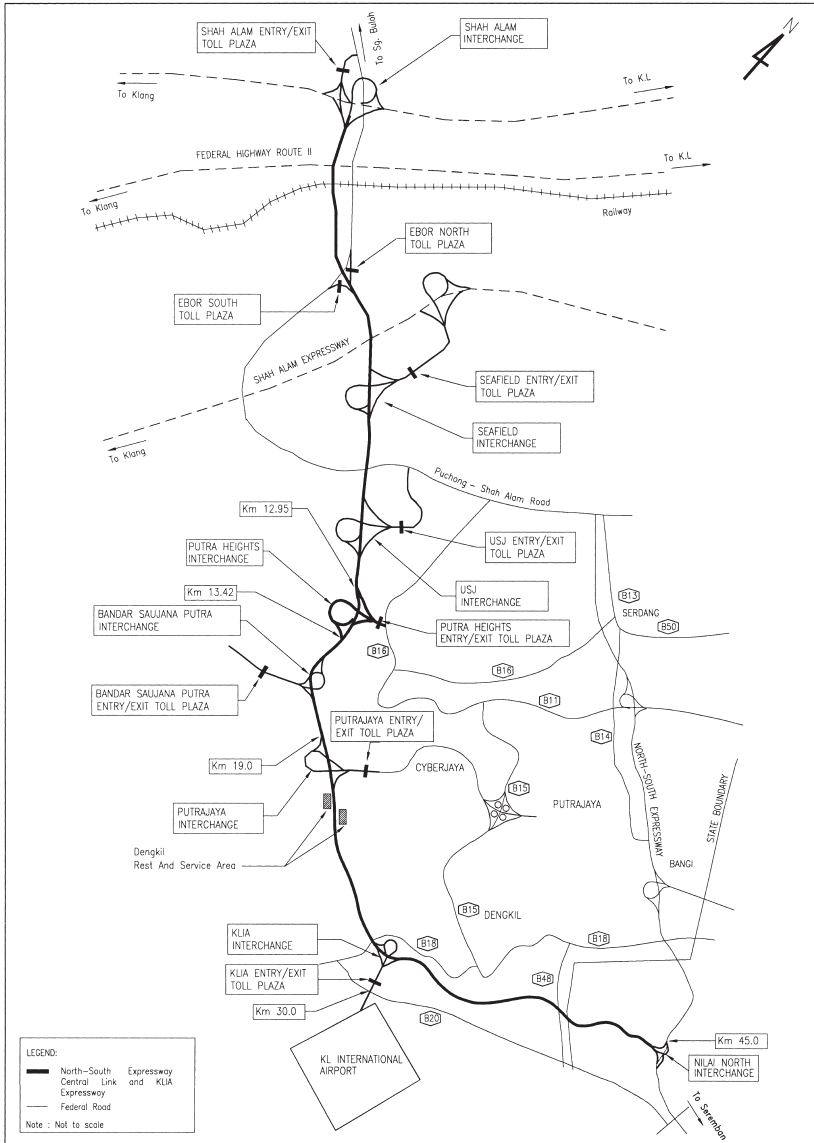 SHAH ALAM ENTRY/EXIT
TOLL PLAZA
To Sg. Buloh
SHAH ALAM
INTERCHANGE
N
To Klang
To K.L
FEDERAL HIGHWAY ROUTE II
To K.L
To Klang
Railway
EBOR NORTH
TOLL PLAZA
EBOR SOUTH
TOLL PLAZA
SHAH ALAM EXPRESSWAY
SEAFIELD ENTRY/EXIT
TOLL PLAZA
SEAFIELD
INTERCHANGE
To Klang
Puchong - Shah Alam Road
Km 12.95
USJ ENTRY/EXIT
TOLL PLAZA
PUTRA HEIGHTS
INTERCHANGE
USJ
INTERCHANGE
Km 13.42
B13
SERDANG
BANDAR SAUJANA PUTRA
INTERCHANGE
PUTRA HEIGHTS
ENTRY/EXIT TOLL PLAZA
B50
B16
B16
BANDAR SAUJANA PUTRA
ENTRY/EXIT TOLL PLAZA
B11
PUTRAJAYA ENTRY/
EXIT TOLL PLAZA
B14
Km 19.0
CYBERJAYA
NORTH-SOUTH EXPRESSWAY
STATE BOUNDARY
B15
PUTRAJAYA
PUTRAJAYA
INTERCHANGE
Dengkil
Rest And Service Area
BANGI
B15
DENGKIL
KLIA
INTERCHANGE
B18
B18
KLIA ENTRY/EXIT
TOLL PLAZA
B48
Km 30.0
B20
Km 45.0
NILAI NORTH
INTERCHANGE
KL INTERNATIONAL
AIRPORT
To Seremban
LEGEND:
North-South Expressway
Central Link and KLIA
Expressway
Federal Road
Note : Not to scale